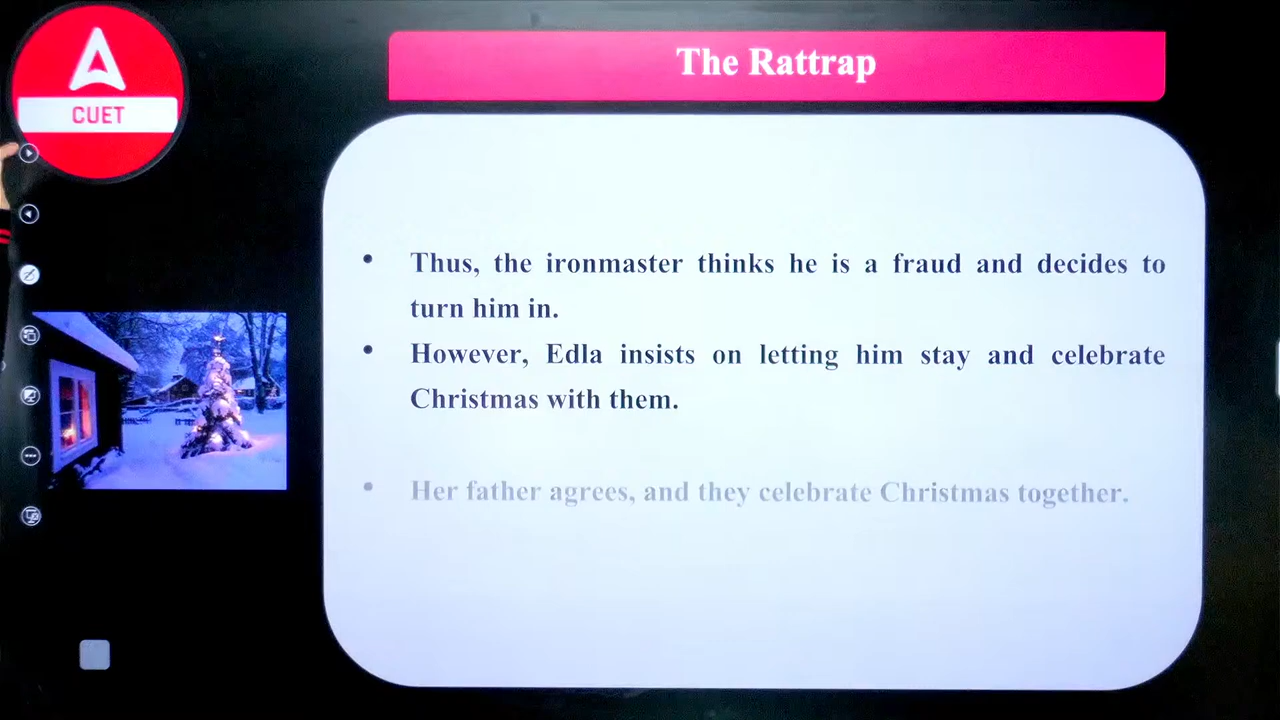 CUET
The Rattrap
• Thus, the ironmaster thinks he is a fraud and decides to
turn him in.
• However, Edla insists on letting him stay and celebrate
Christmas with them.
• Her father agrees, and they celebrate Christmas together.